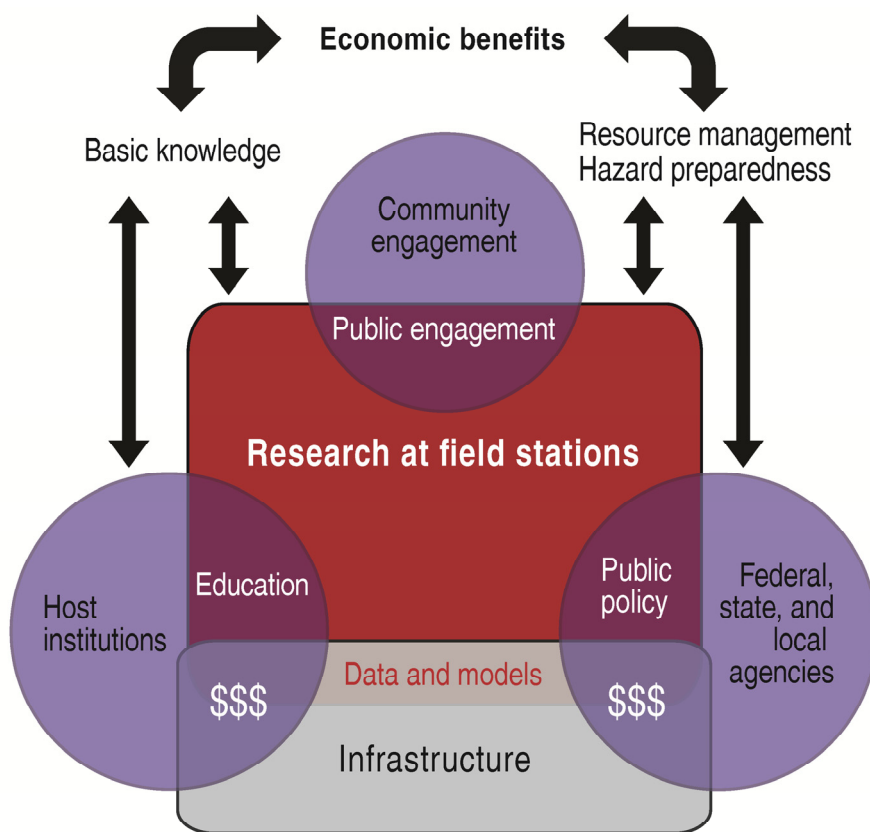 Economic benefits
Basic knowledge
Resource management
Hazard preparedness
Community
engagement
Public engagement
Research at field stations
Education
Host
institutions
Public
policy
Federal,
state, and
local
agencies
$$$
Data and models
$$$
Infrastructure